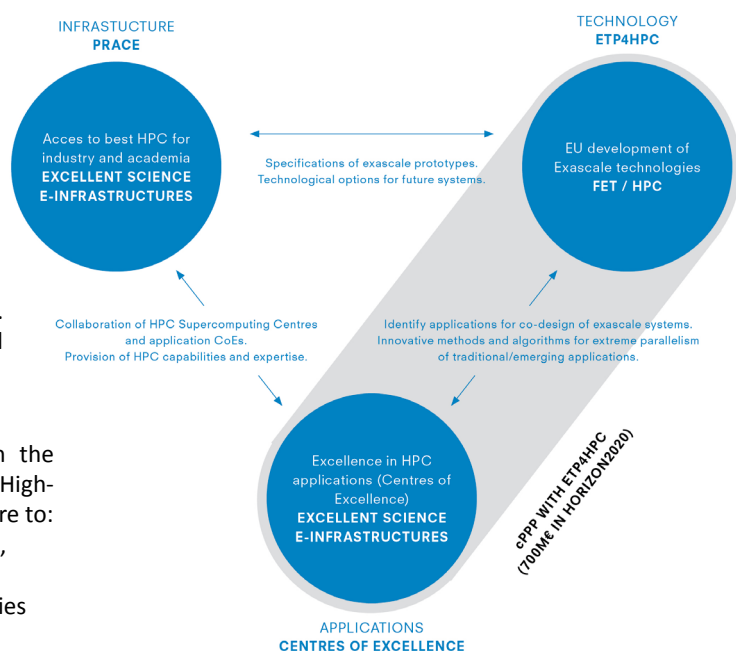 INFRASTUCTURE
PRACE
TECHNOLOGY
ETP4HPC
Acces to best HPC for
industry and academia
EXCELLENT SCIENCE
E-INFRASTRUCTURES
Specifications of exascale prototypes.
Technological options for future systems.
EU development of
Exascale technologies
FET / HPC
Collaboration of HPC Supercomputing Centres
and application CoEs.
Provision of HPC capabilities and expertise.
Identify applications for co-design of exascale systems.
Innovative methods and algorithms for extreme parallelism
of traditional/emerging applications.
Excellence in HPC
applications (Centres of
Excellence)
EXCELLENT SCIENCE
E-INFRASTRUCTURES
cPPP WITH ETP4HPC
(700M€ IN HORIZON2020)
APPLICATIONS
CENTRES OF EXCELLENCE
.
the
High-
re to:
,
ies